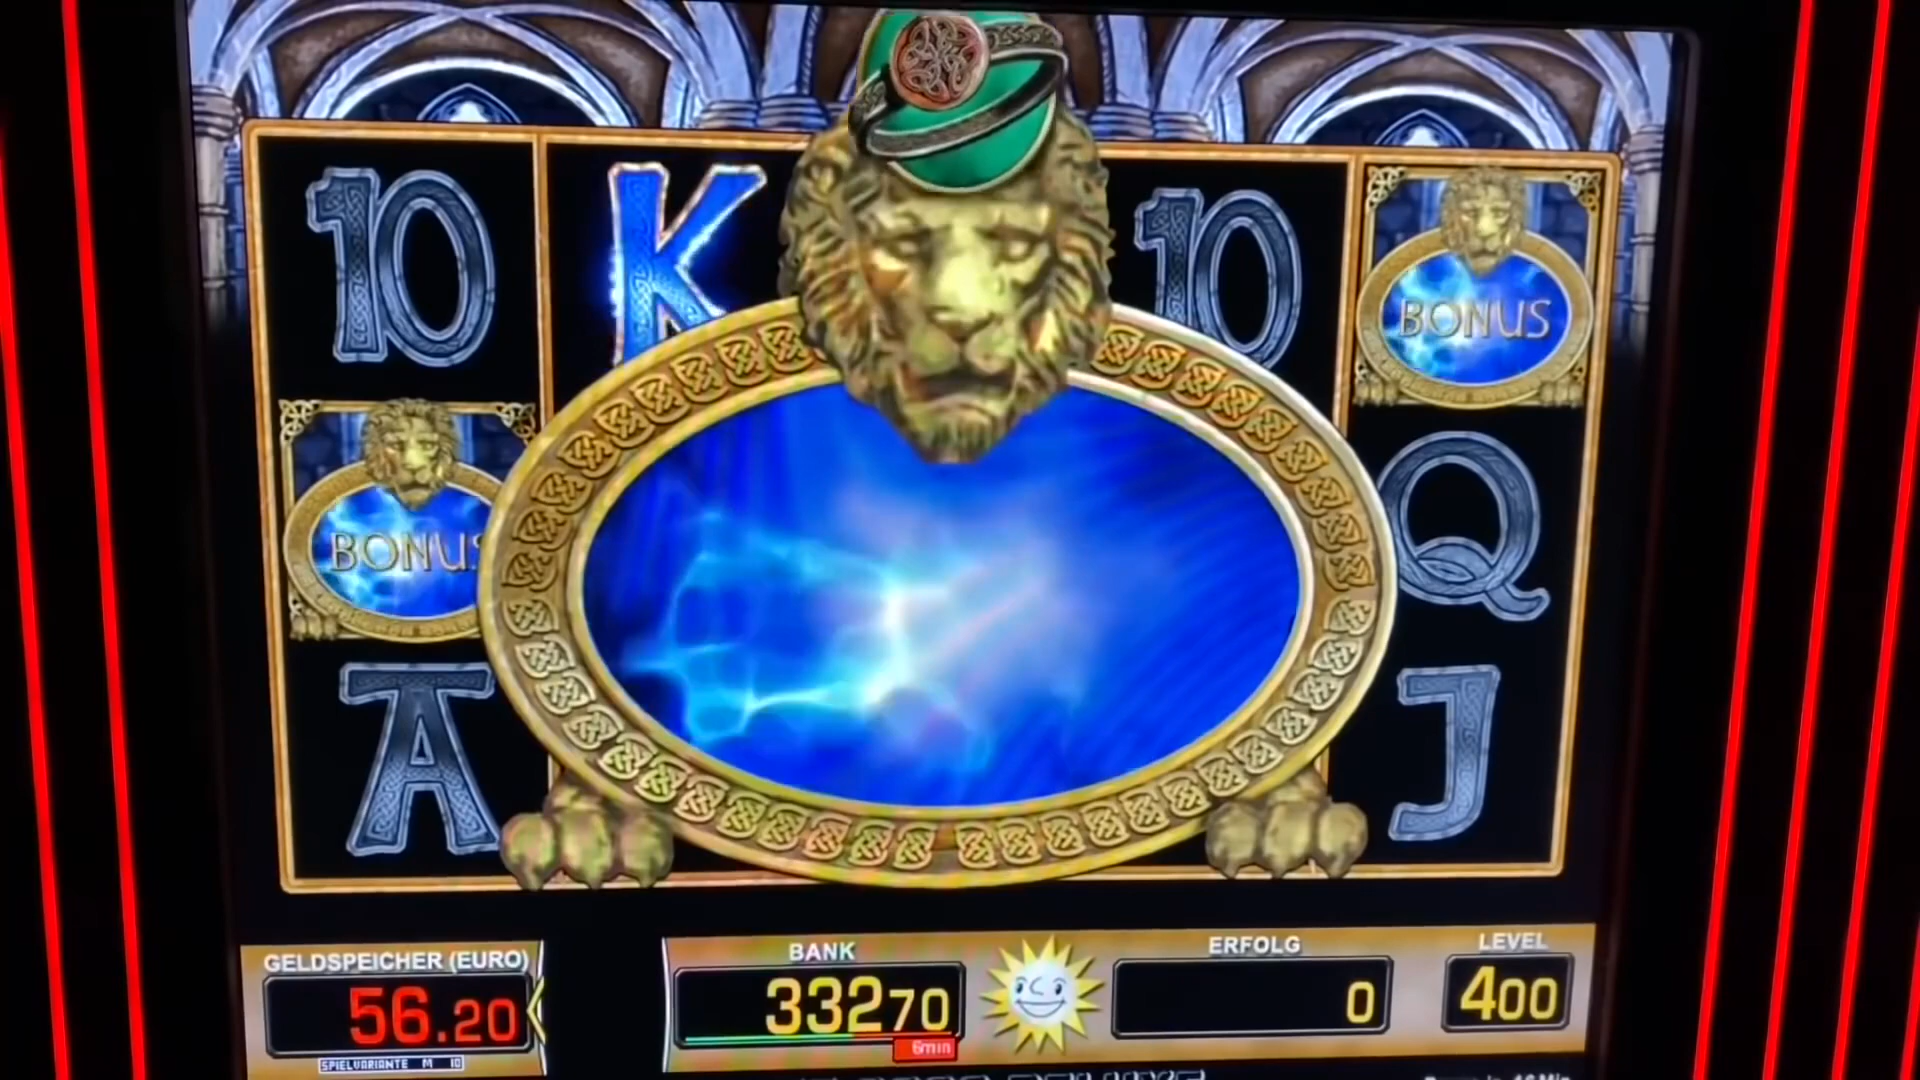 10 K 10 BONUS
BONUS Q
A J
GELDSPEICHER (EURO) BANK ERFOLG LEVEL
56.20 33270 0 400
6min
SPIELVARIANTE M 10